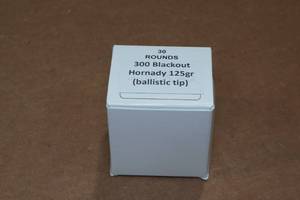 30
ROUNDS
300 Blackout
Hornady 125gr
(ballistic tip)